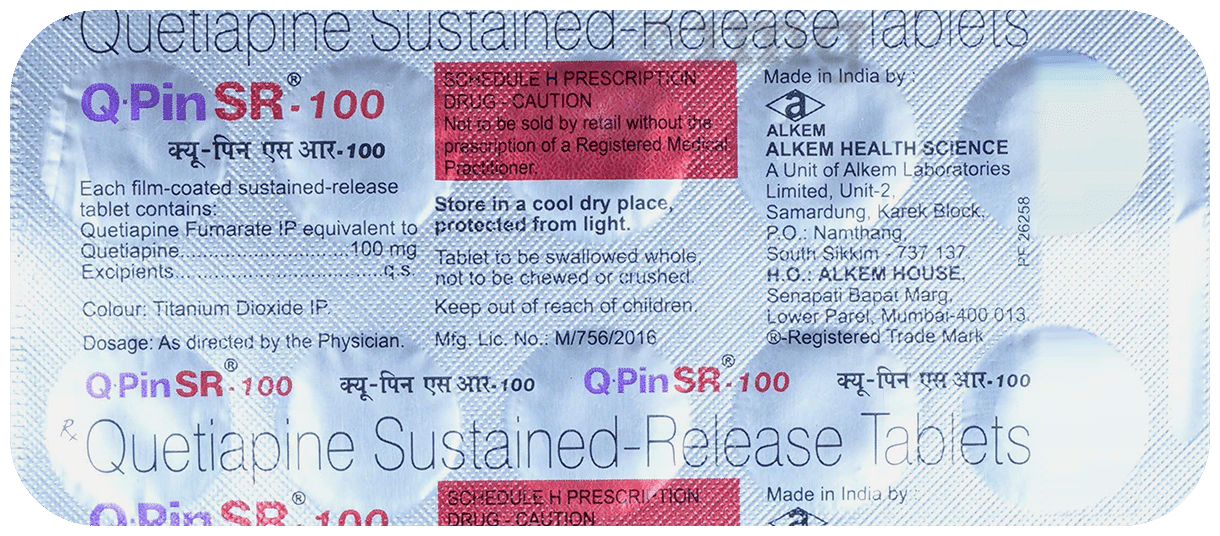 Rx
Quetiapine Sustained-Release Tablets
Q·Pin SR®-100
क्यू-पिन एस आर-100
Each film-coated sustained-release
tablet contains:
Quetiapine Fumarate IP equivalent to
Quetiapine..............................100 mg
Excipients....................................q.s.
Colour: Titanium Dioxide IP.
Dosage: As directed by the Physician.
SCHEDULE H PRESCRIPTION
DRUG - CAUTION
Not to be sold by retail without the
prescription of a Registered Medical
Practitioner.
Store in a cool dry place,
protected from light.
Tablet to be swallowed whole,
not to be chewed or crushed.
Keep out of reach of children.
Mfg. Lic. No.: M/756/2016
Made in India by :
a
ALKEM
ALKEM HEALTH SCIENCE
A Unit of Alkem Laboratories
Limited, Unit-2,
Samardung, Karek Block,
P.O.: Namthang,
South Sikkim - 737 137.
H.O.: ALKEM HOUSE,
Senapati Bapat Marg,
Lower Parel, Mumbai-400 013.
®-Registered Trade Mark
PF 26258
Q·Pin SR®-100 क्यू-पिन एस आर-100 Q·Pin SR®-100 क्यू-पिन एस आर-100
Rx Quetiapine Sustained-Release Tablets
Q·Pin SR®-100
SCHEDULE H PRESCRIPTION
DRUG - CAUTION
Made in India by :
a